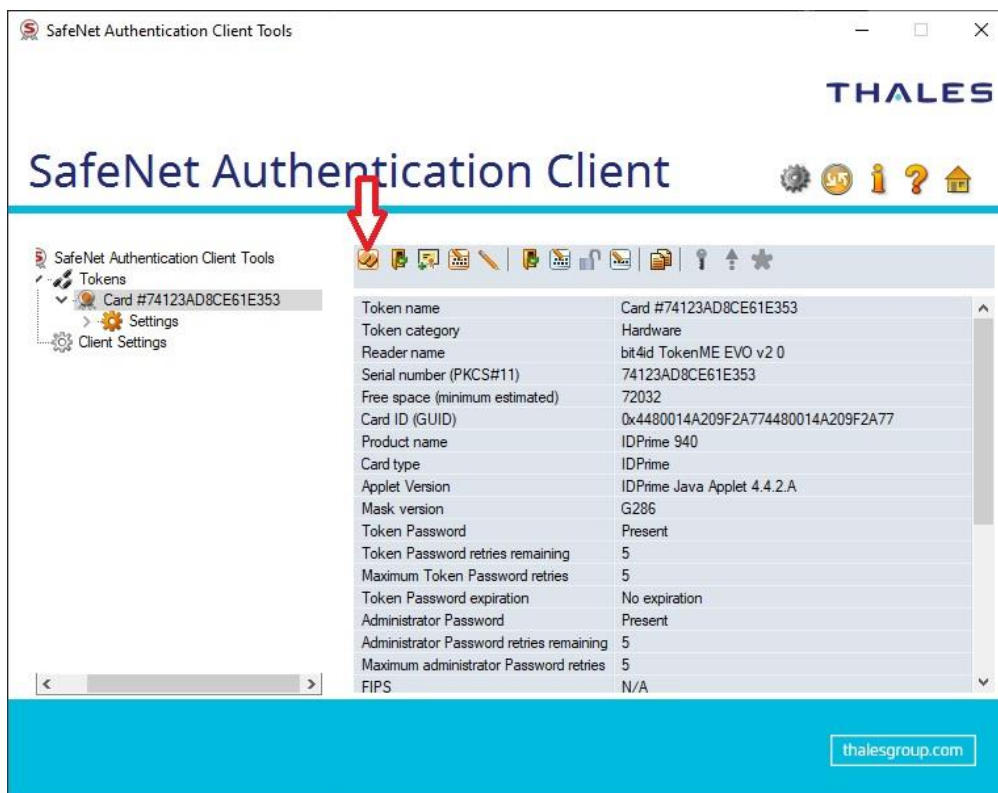 SafeNet Authentication Client Tools
THALES
SafeNet Authentication Client
SafeNet Authentication Client Tools
Tokens
Card #74123AD8CE61E353
Settings
Client Settings
Token name Card #74123AD8CE61E353
Token category Hardware
Reader name bit4id TokenME EVO v2 0
Serial number (PKCS#11) 74123AD8CE61E353
Free space (minimum estimated) 72032
Card ID (GUID) 0x4480014A209F2A774480014A209F2A77
Product name IDPrime 940
Card type IDPrime
Applet Version IDPrime Java Applet 4.4.2.A
Mask version G286
Token Password Present
Token Password retries remaining 5
Maximum Token Password retries 5
Token Password expiration No expiration
Administrator Password Present
Administrator Password retries remaining 5
Maximum administrator Password retries 5
FIPS N/A
thalesgroup.com